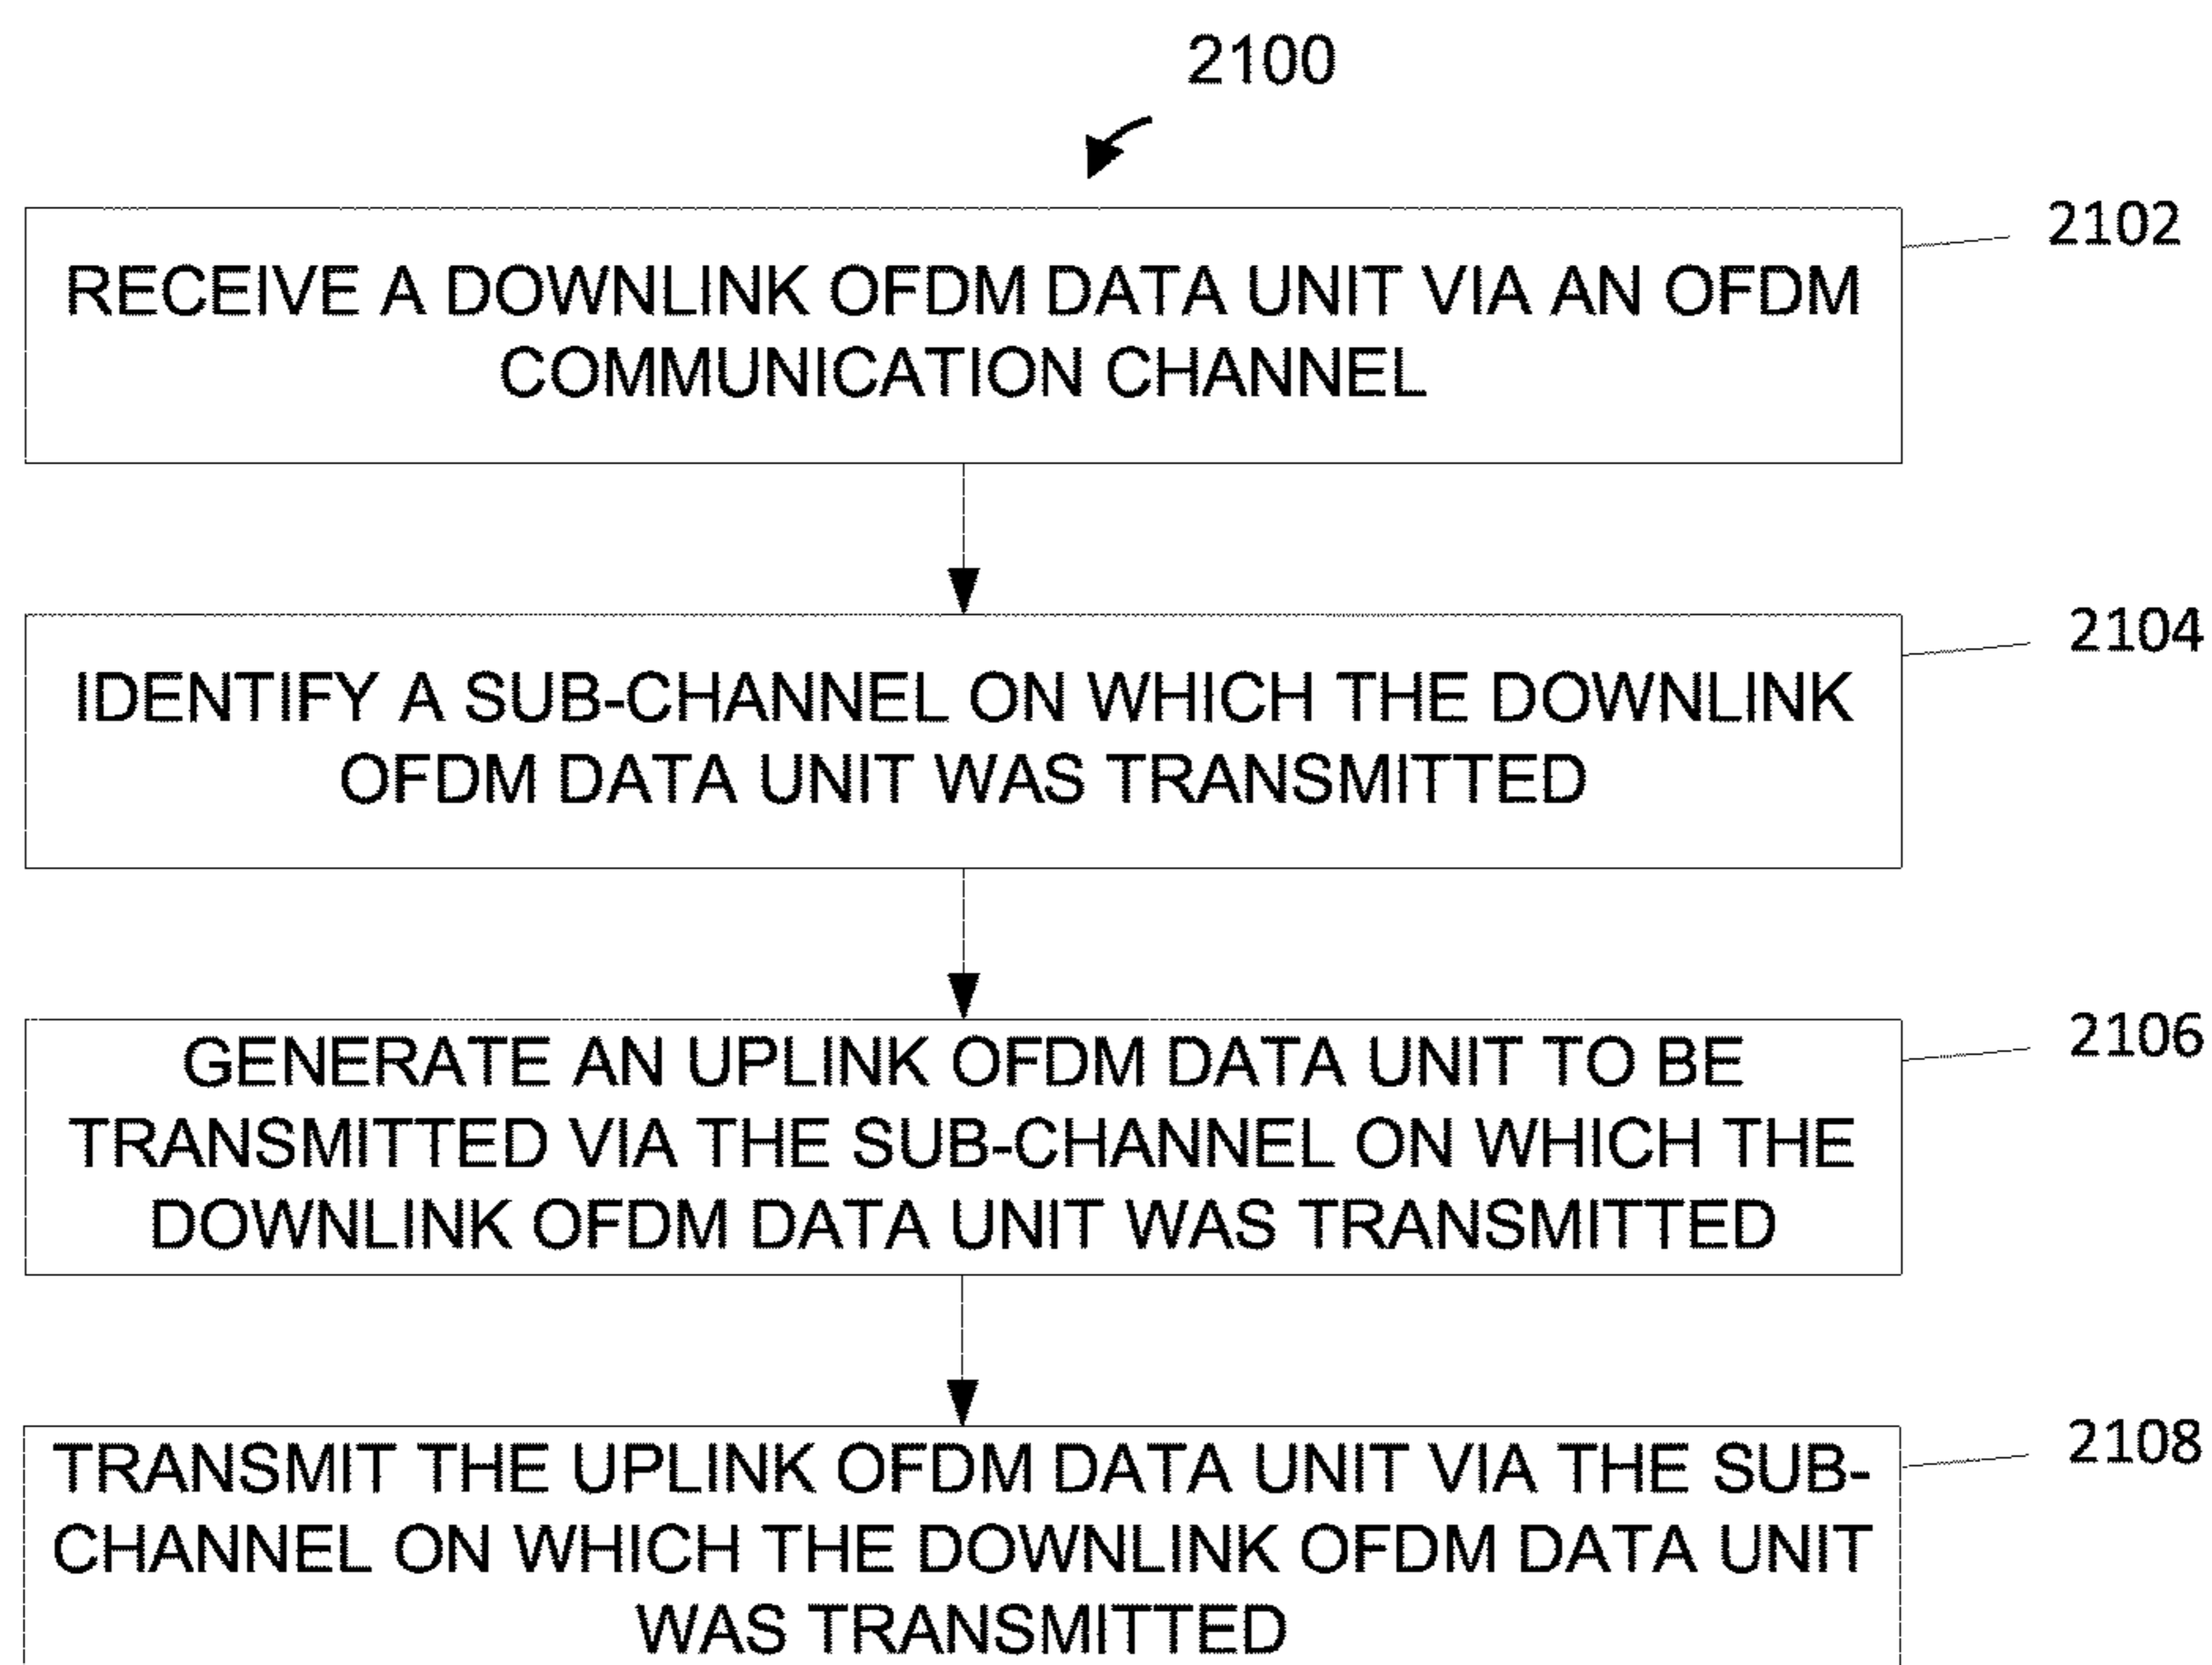 2100
2102
RECEIVE A DOWNLINK OFDM DATA UNIT VIA AN OFDM
COMMUNICATION CHANNEL
2104
IDENTIFY A SUB-CHANNEL ON WHICH THE DOWNLINK
OFDM DATA UNIT WAS TRANSMITTED
2106
GENERATE AN UPLINK OFDM DATA UNIT TO BE
TRANSMITTED VIA THE SUB-CHANNEL ON WHICH THE
DOWNLINK OFDM DATA UNIT WAS TRANSMITTED
2108
TRANSMIT THE UPLINK OFDM DATA UNIT VIA THE SUB-
CHANNEL ON WHICH THE DOWNLINK OFDM DATA UNIT
WAS TRANSMITTED